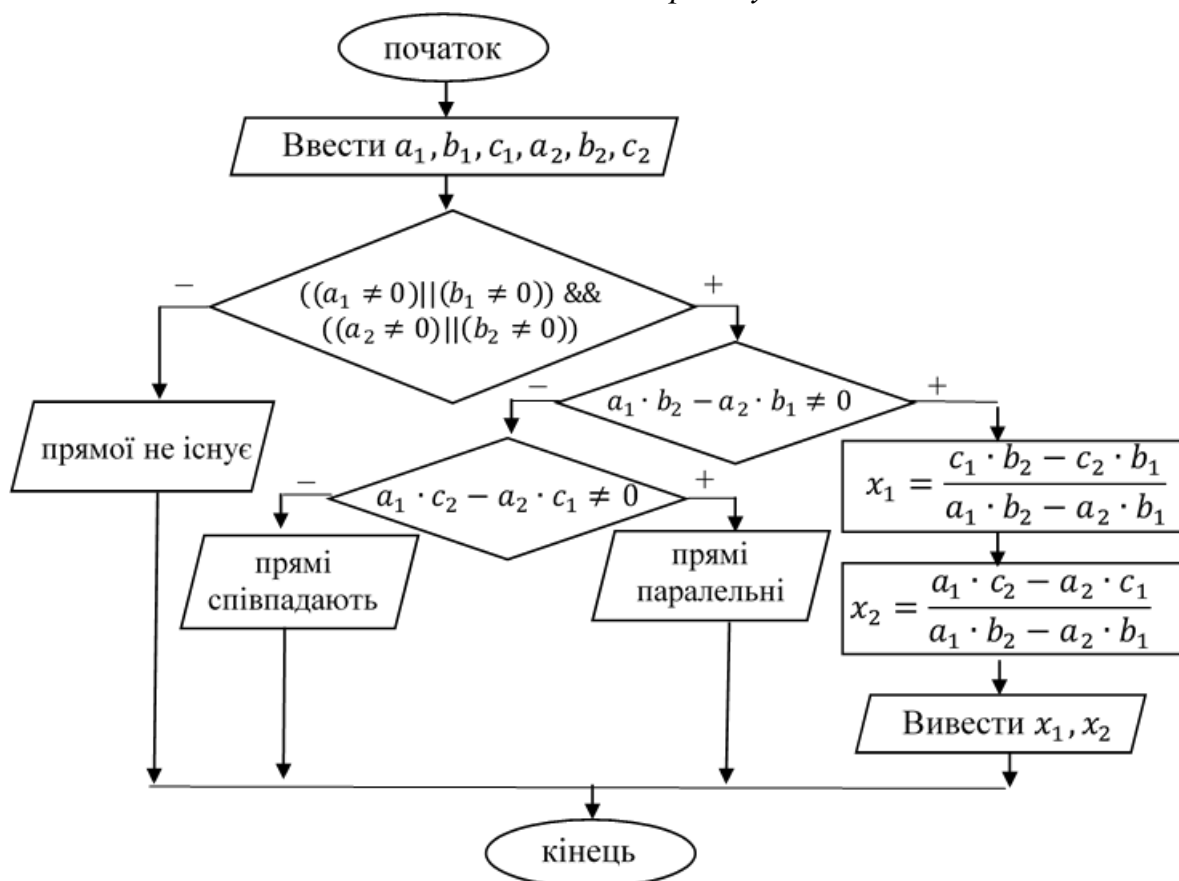 початок
Ввести a₁, b₁, c₁, a₂, b₂, c₂
((a₁ ≠ 0)||(b₁ ≠ 0)) &&
((a₂ ≠ 0)||(b₂ ≠ 0))
−
+
прямої не існує
a₁ · b₂ − a₂ · b₁ ≠ 0
−
+
a₁ · c₂ − a₂ · c₁ ≠ 0
−
+
прямі
співпадають
прямі
паралельні
x₁ = (c₁ · b₂ − c₂ · b₁)/(a₁ · b₂ − a₂ · b₁)
x₂ = (a₁ · c₂ − a₂ · c₁)/(a₁ · b₂ − a₂ · b₁)
Вивести x₁, x₂
кінець